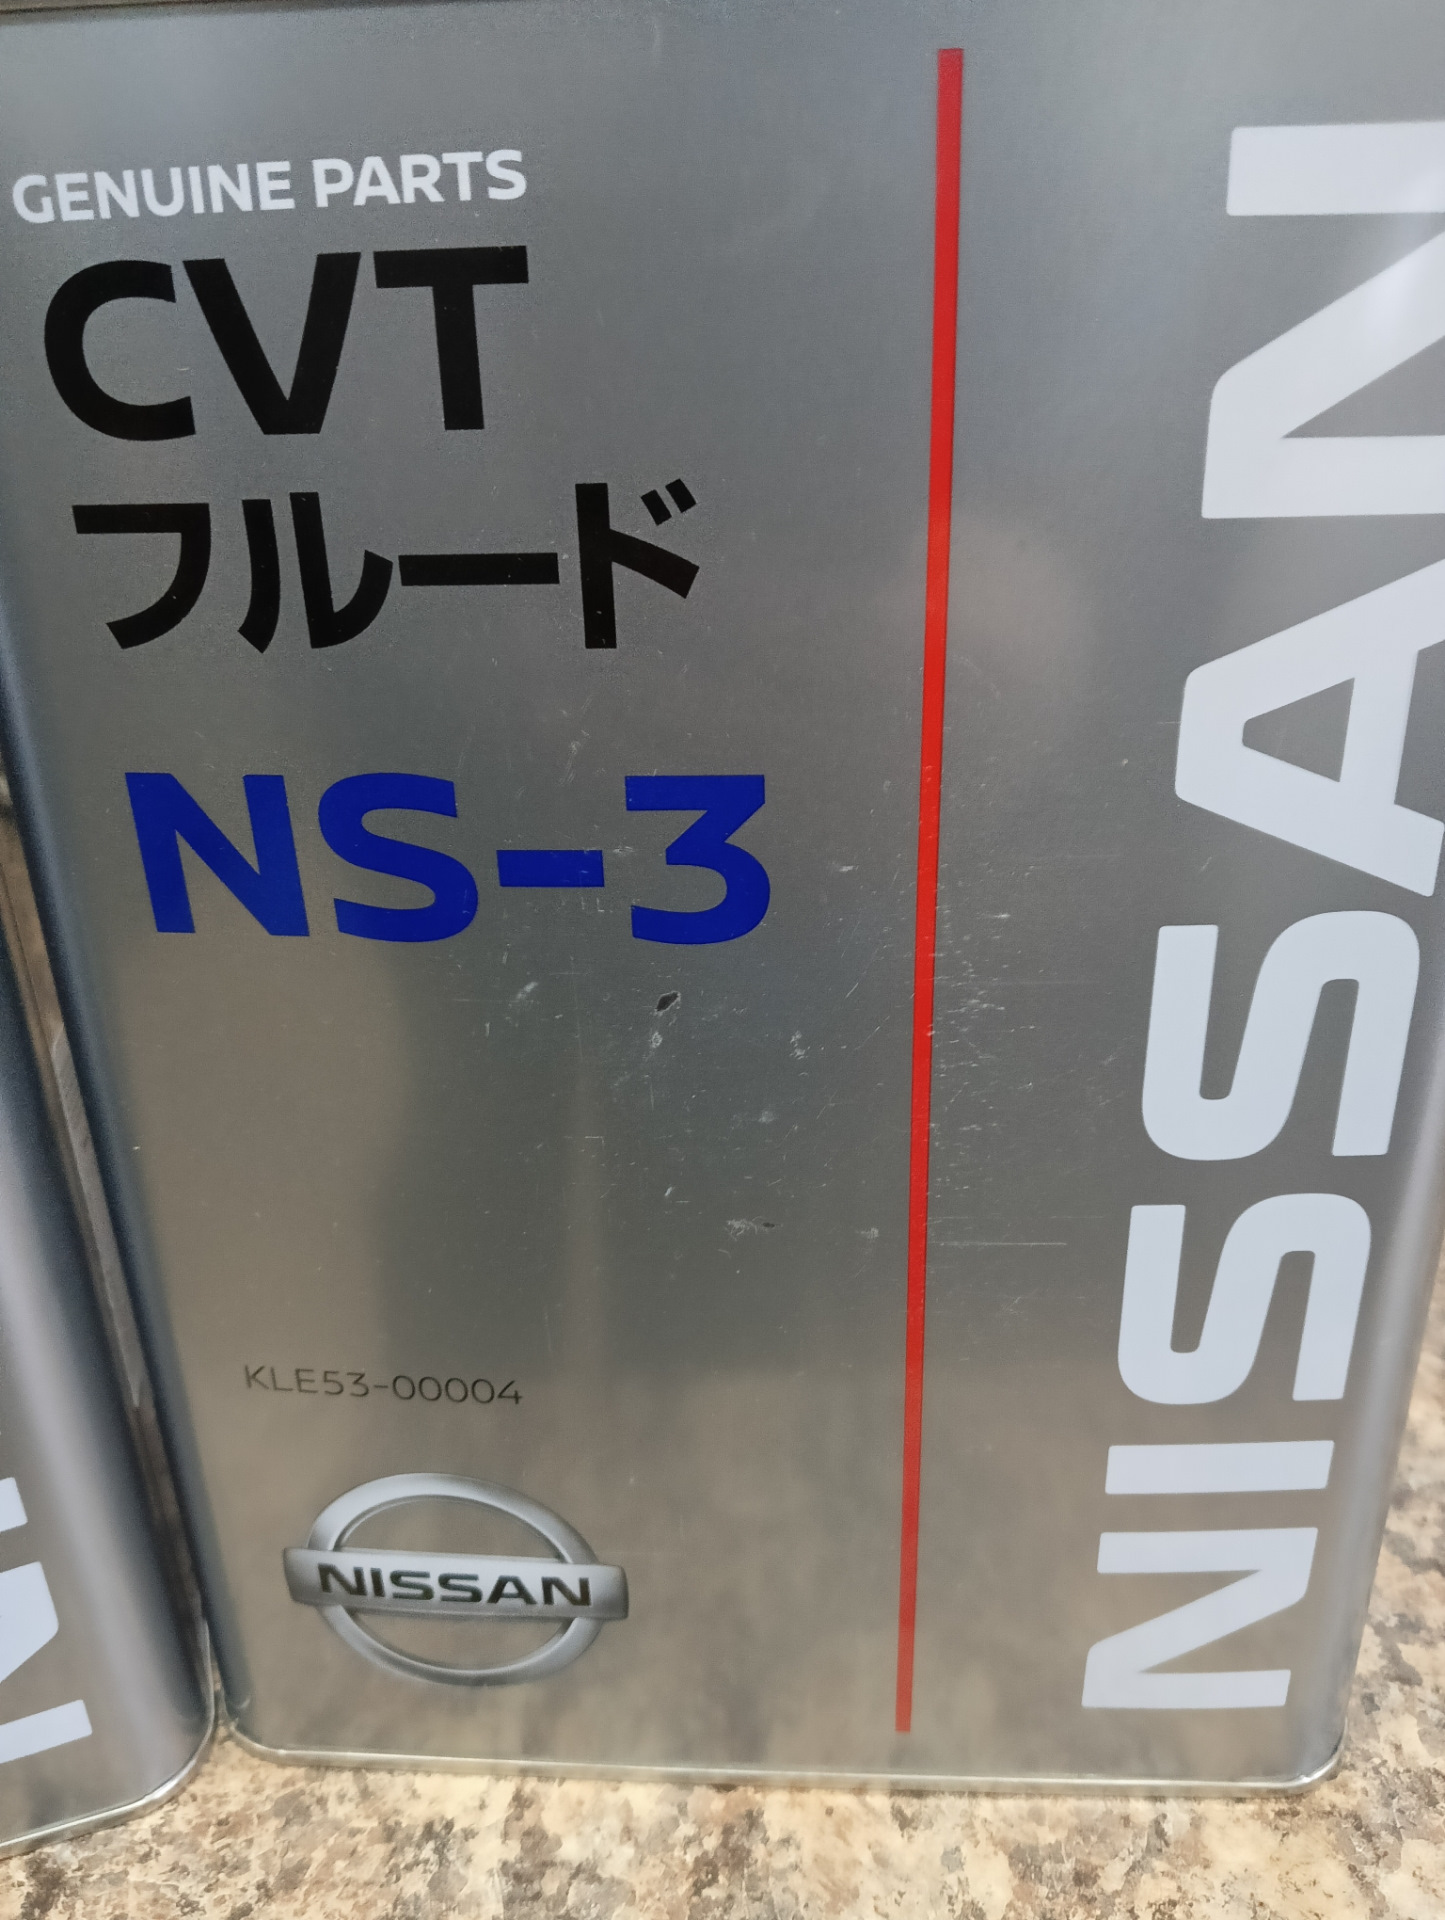 GENUINE PARTS
CVT
フルード
NS-3
KLE53-00004
NISSAN
NISSAN